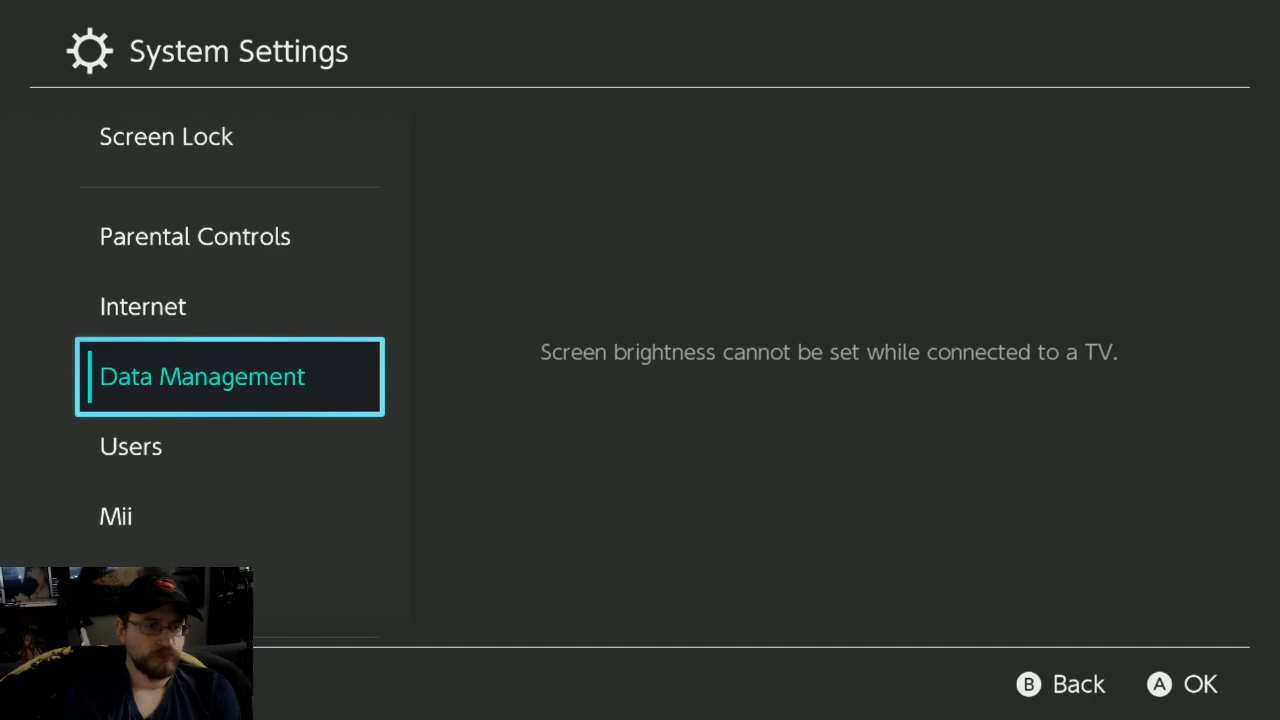 System Settings
Screen Lock
Parental Controls
Internet
Data Management
Users
Mii
Screen brightness cannot be set while connected to a TV.
B Back A OK